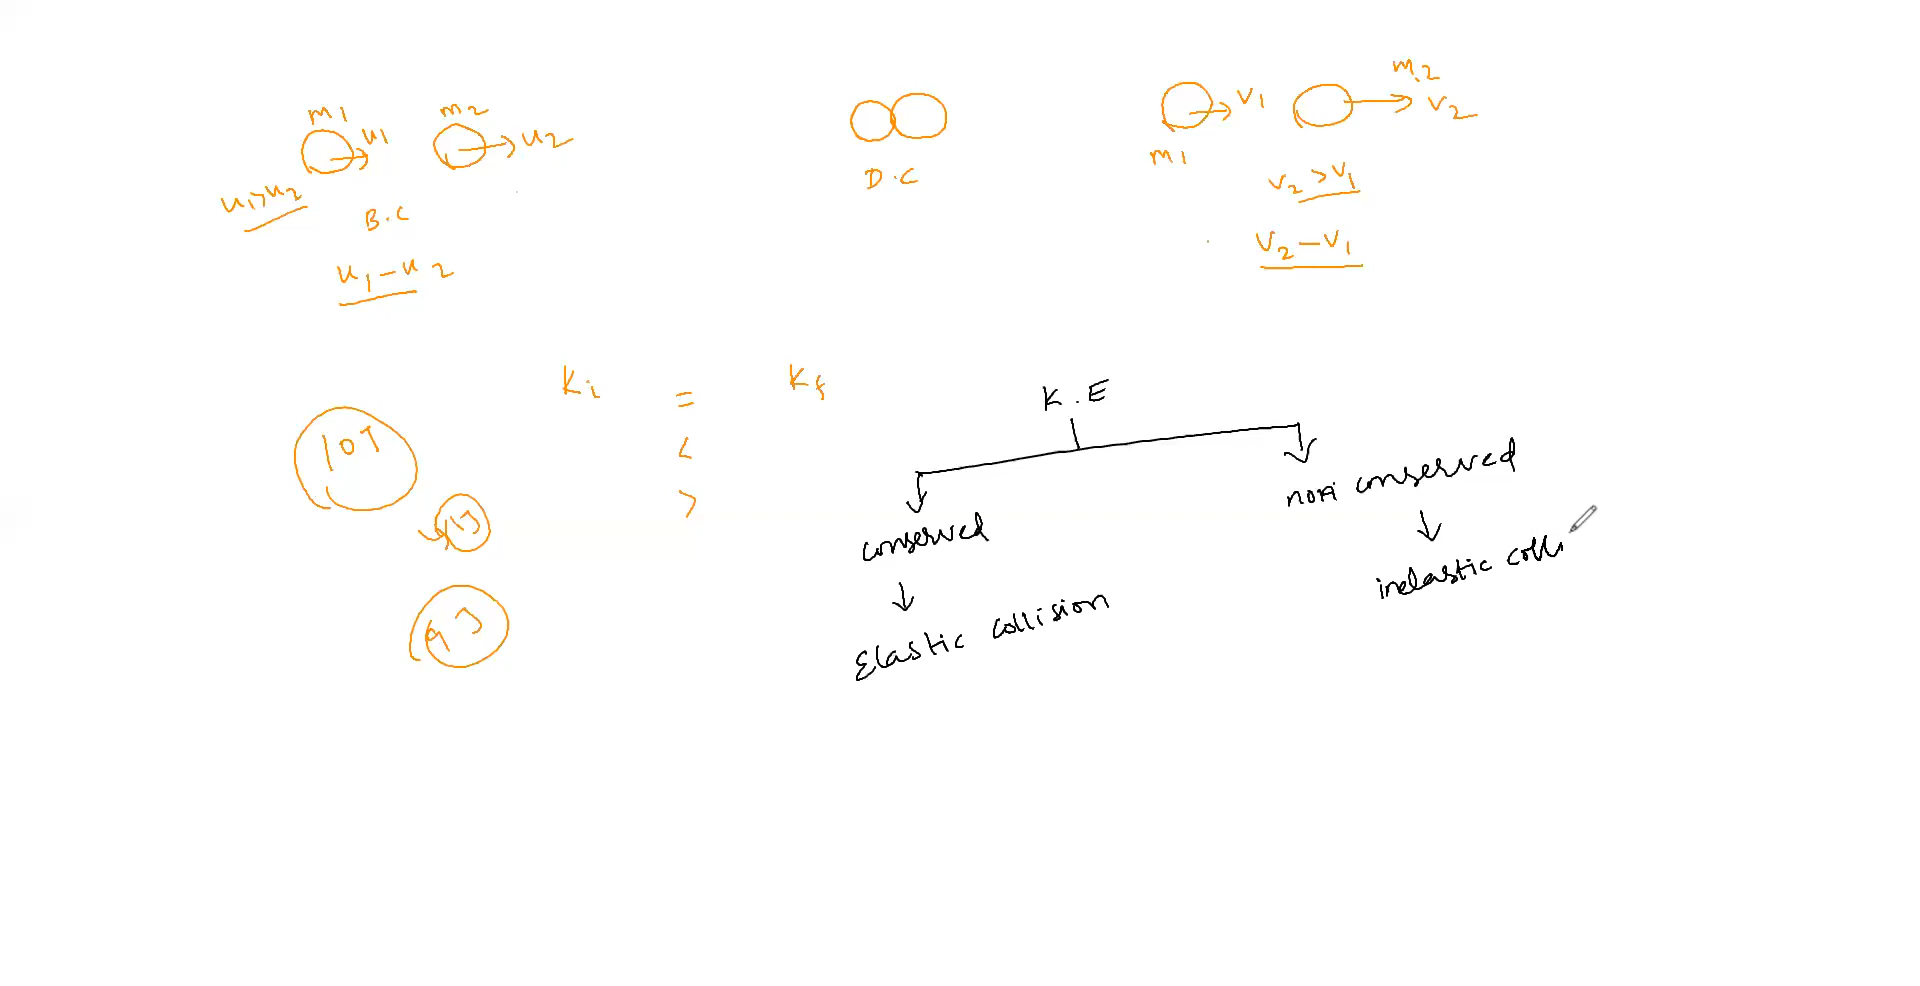 m1 m2
u1 u2
u1>u2
B.C
u1-u2
D.C
m2
v1 v2
m1
v2>v1
v2-v1
Ki = Kf
<
>
10J
9J
K.E
conserved
non conserved
Elastic collision
inelastic colli